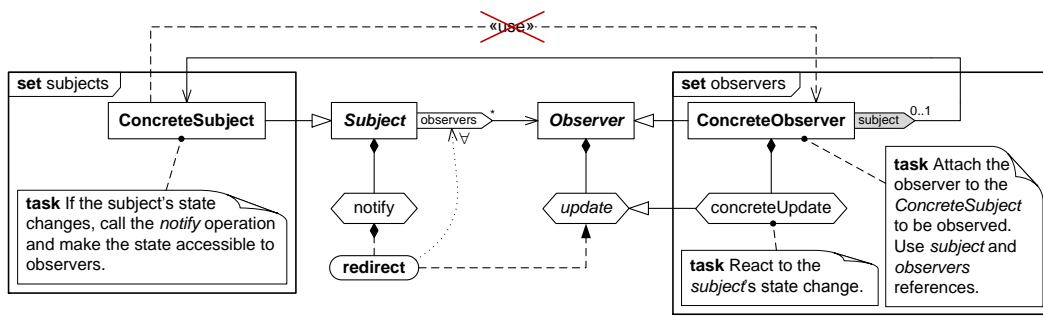 «use»
set subjects
set observers
ConcreteSubject
Subject
observers
*
∀
Observer
ConcreteObserver
subject
0..1
task If the subject's state
changes, call the notify operation
and make the state accessible to
observers.
notify
update
concreteUpdate
task Attach the
observer to the
ConcreteSubject
to be observed.
Use subject and
observers
references.
redirect
task React to the
subject's state change.